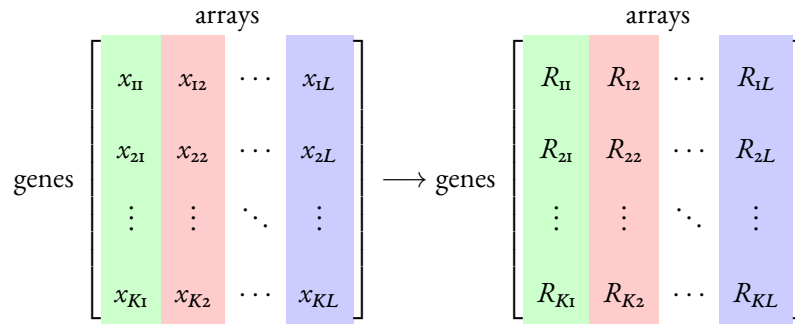 arrays arrays
x₁₁ x₁₂ ⋯ x₁L R₁₁ R₁₂ ⋯ R₁L
x₂₁ x₂₂ ⋯ x₂L R₂₁ R₂₂ ⋯ R₂L
genes ⟶ genes
⋮ ⋮ ⋱ ⋮ ⋮ ⋮ ⋱ ⋮
xK₁ xK₂ ⋯ xKL RK₁ RK₂ ⋯ RKL